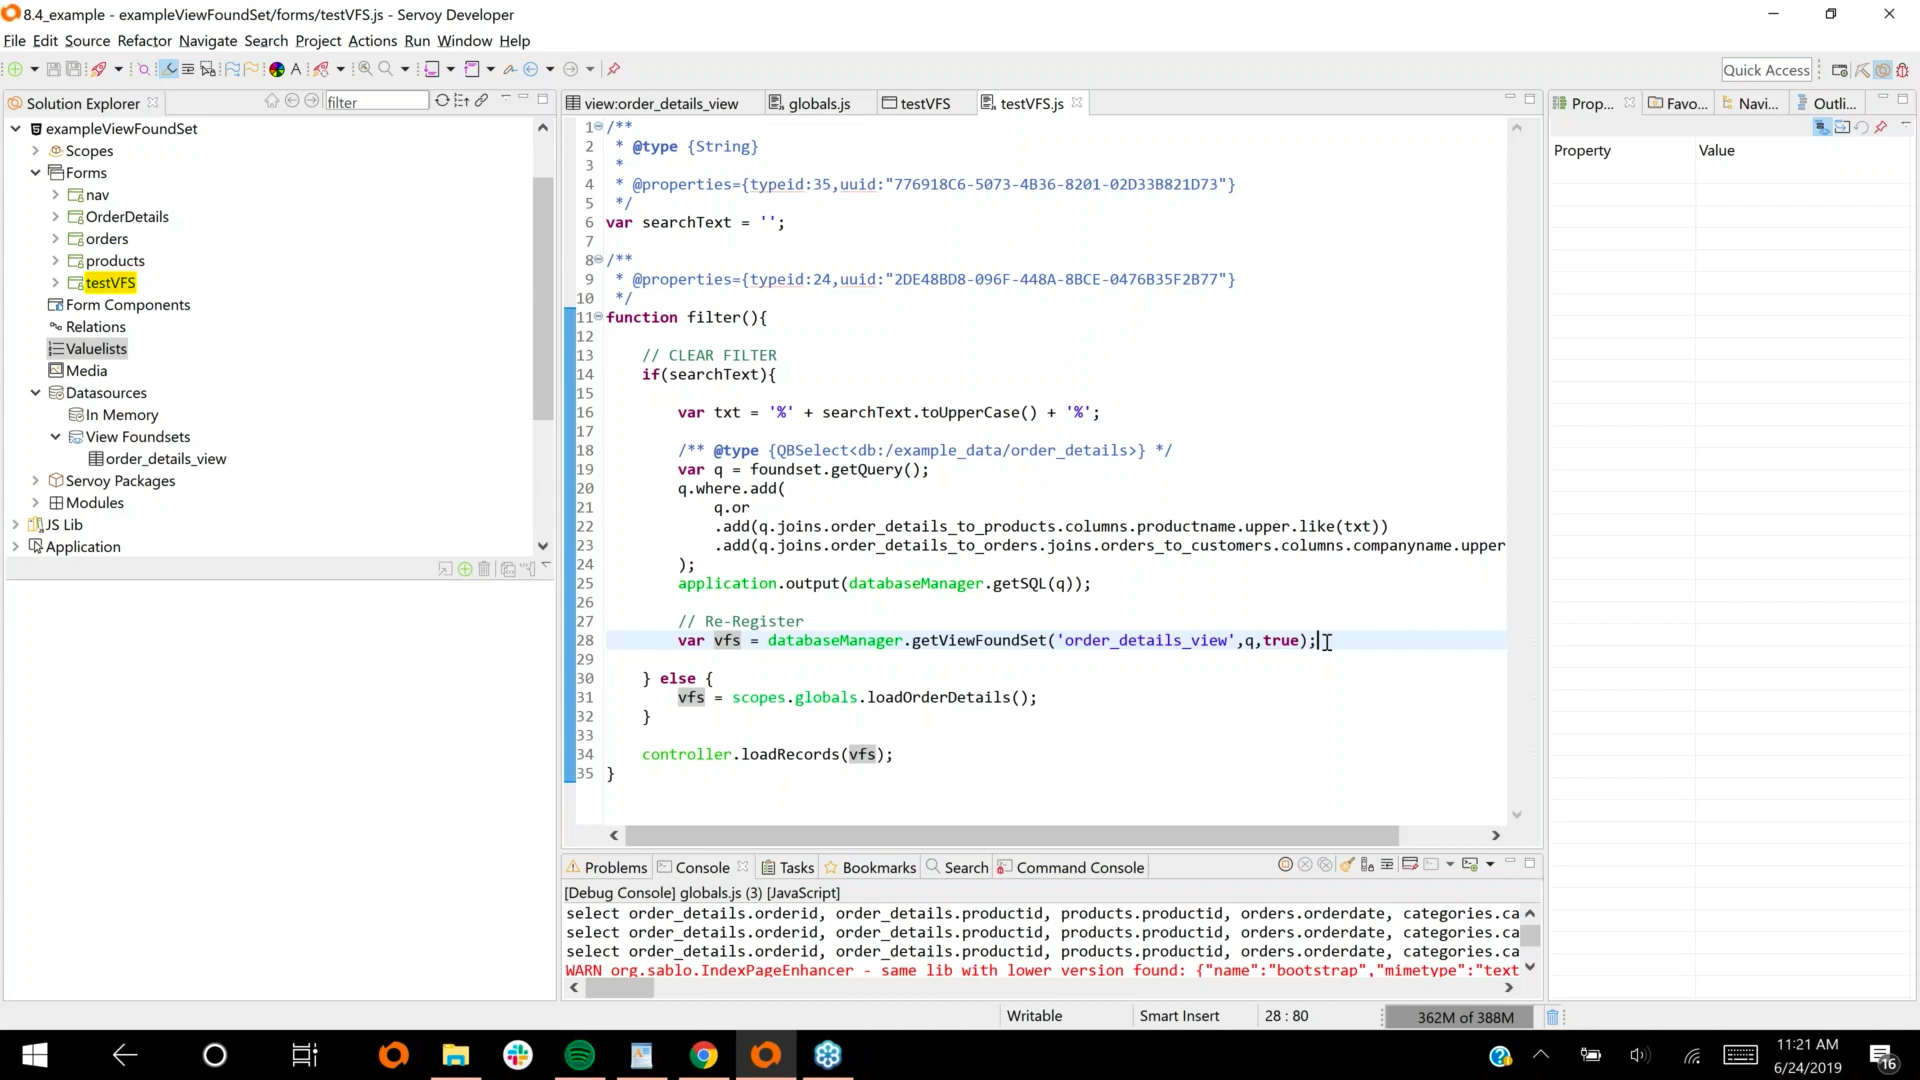 8.4_example - exampleViewFoundSet/forms/testVFS.js - Servoy Developer
File Edit Source Refactor Navigate Search Project Actions Run Window Help
Quick Access
Solution Explorer
filter
exampleViewFoundSet
Scopes
Forms
nav
OrderDetails
orders
products
testVFS
Form Components
Relations
Valuelists
Media
Datasources
In Memory
View Foundsets
order_details_view
Servoy Packages
Modules
JS Lib
Application
view:order_details_view globals.js testVFS testVFS.js
1 /**
2 * @type {String}
3 *
4 * @properties={typeid:35,uuid:"776918C6-5073-4B36-8201-02D33B821D73"}
5 */
6 var searchText = '';
7
8 /**
9 * @properties={typeid:24,uuid:"2DE48BD8-096F-448A-8BCE-0476B35F2B77"}
10 */
11 function filter(){
12
13 // CLEAR FILTER
14 if(searchText){
15
16 var txt = '%' + searchText.toUpperCase() + '%';
17
18 /** @type {QBSelect<db:/example_data/order_details>} */
19 var q = foundset.getQuery();
20 q.where.add(
21 q.or
22 .add(q.joins.order_details_to_products.columns.productname.upper.like(txt))
23 .add(q.joins.order_details_to_orders.joins.orders_to_customers.columns.companyname.upper
24 );
25 application.output(databaseManager.getSQL(q));
26
27 // Re-Register
28 var vfs = databaseManager.getViewFoundSet('order_details_view',q,true);
29
30 } else {
31 vfs = scopes.globals.loadOrderDetails();
32 }
33
34 controller.loadRecords(vfs);
35 }
Prop... Favo... Navi... Outli...
Property Value
Problems Console Tasks Bookmarks Search Command Console
[Debug Console] globals.js (3) [JavaScript]
select order_details.orderid, order_details.productid, products.productid, orders.orderdate, categories.ca
select order_details.orderid, order_details.productid, products.productid, orders.orderdate, categories.ca
select order_details.orderid, order_details.productid, products.productid, orders.orderdate, categories.ca
WARN org.sablo.IndexPageEnhancer - same lib with lower version found: {"name":"bootstrap","mimetype":"text
Writable Smart Insert 28 : 80 362M of 388M
11:21 AM
6/24/2019
16